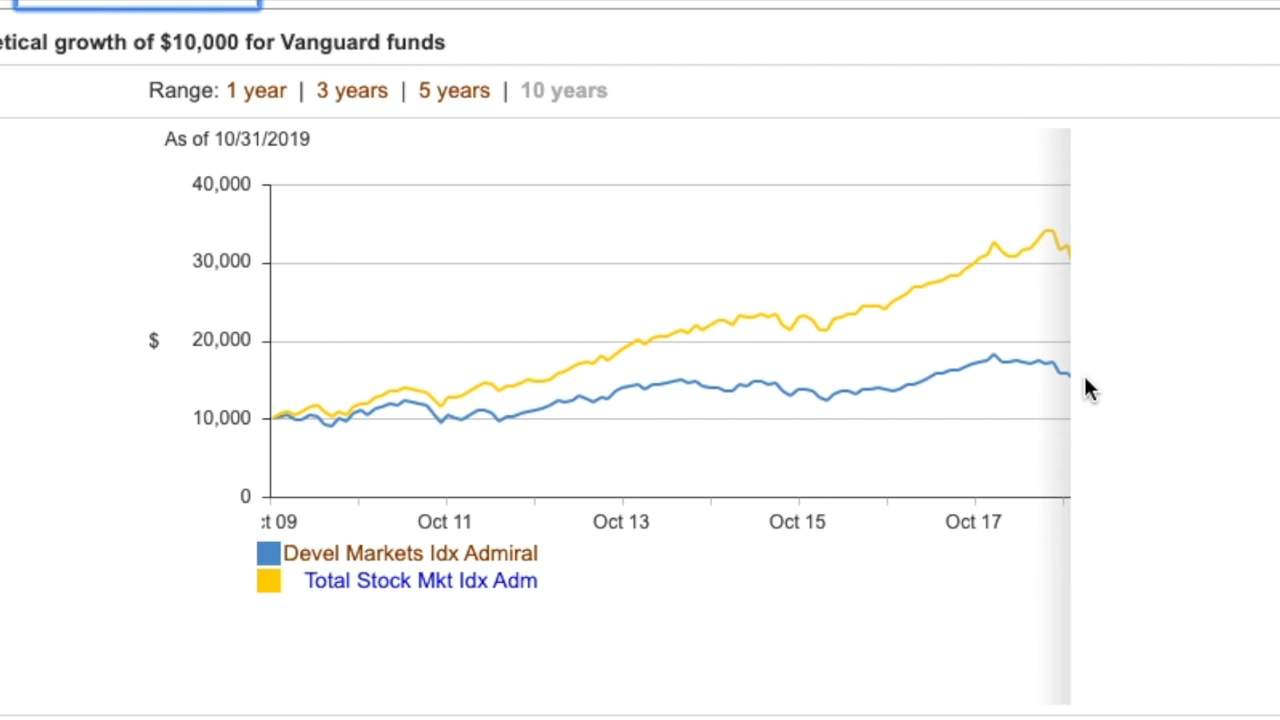 etical growth of $10,000 for Vanguard funds
Range: 1 year | 3 years | 5 years | 10 years
As of 10/31/2019
40,000
30,000
$ 20,000
10,000
0
t 09 Oct 11 Oct 13 Oct 15 Oct 17
Devel Markets Idx Admiral
Total Stock Mkt Idx Adm